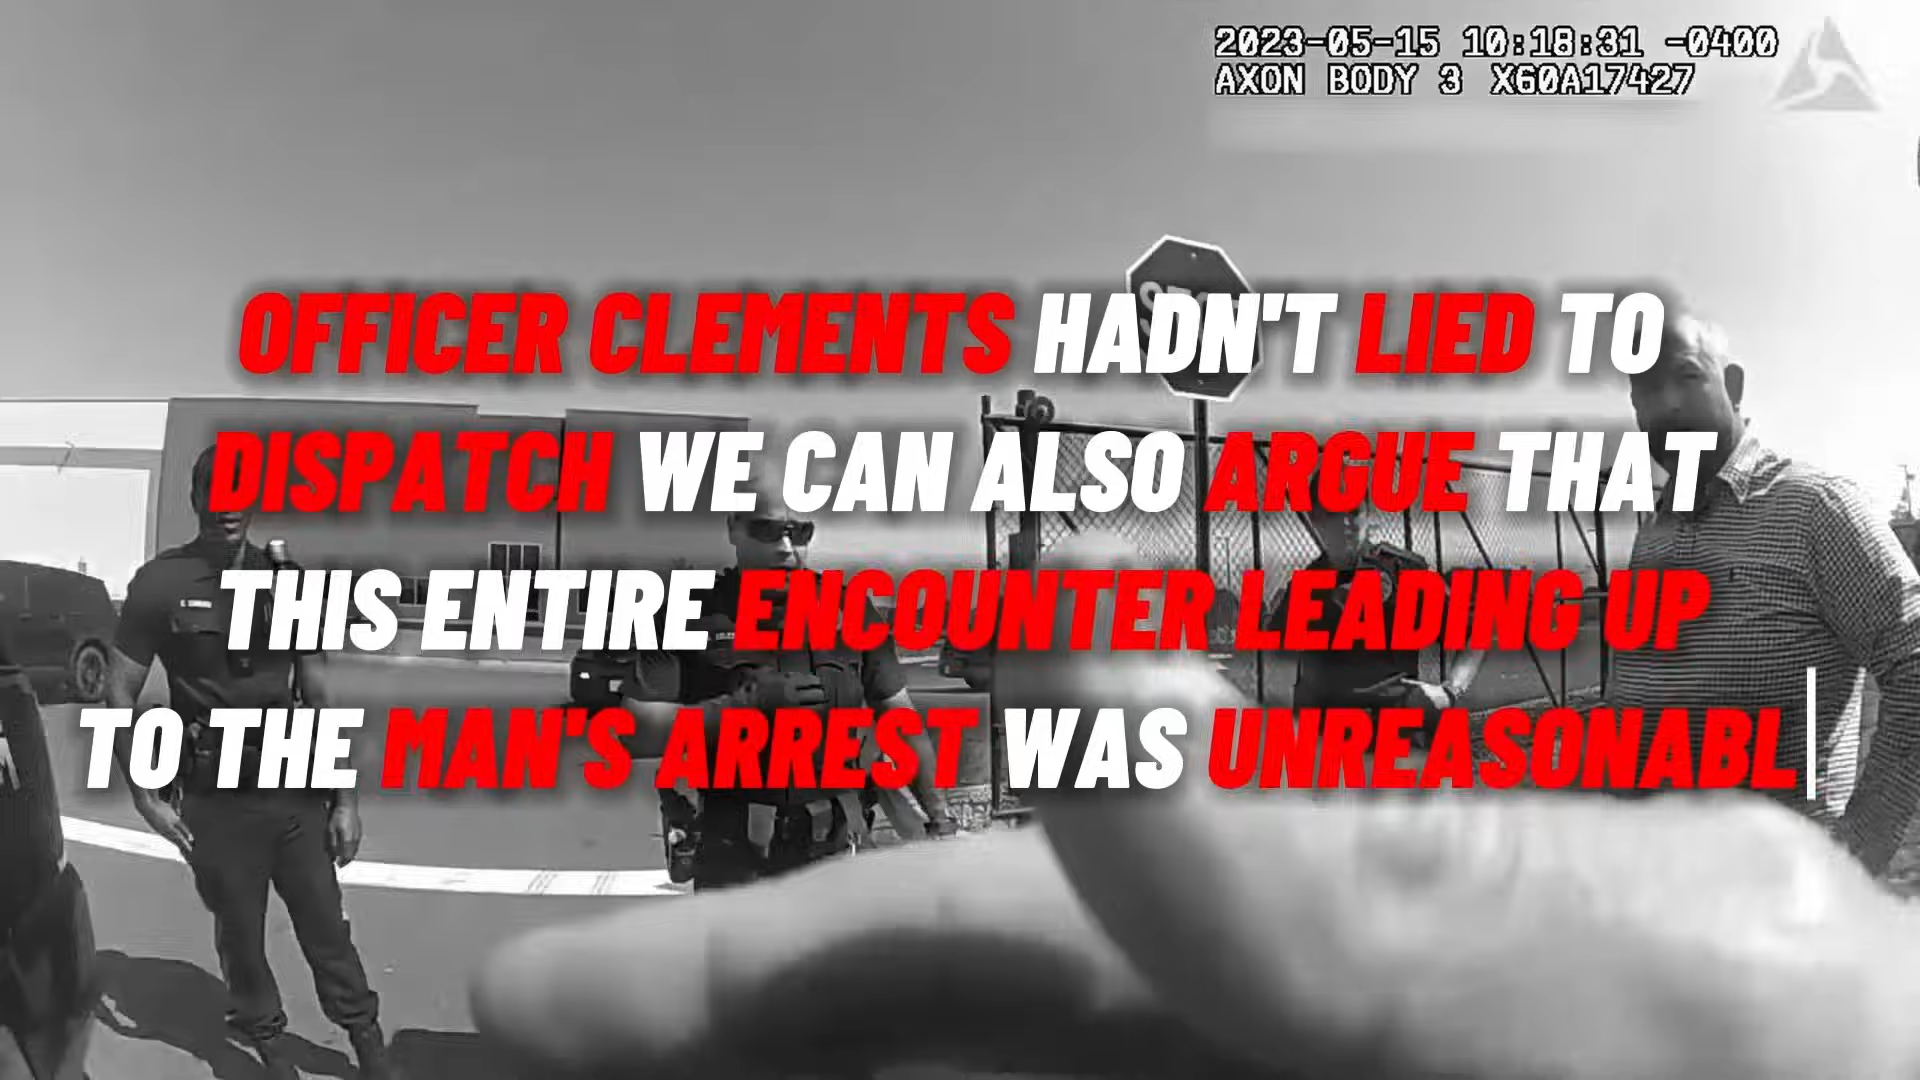 2023-05-15 10:18:31 -0400
AXON BODY 3 X60A17427
OFFICER CLEMENTS HADN'T LIED TO
DISPATCH WE CAN ALSO ARGUE THAT
THIS ENTIRE ENCOUNTER LEADING UP
TO THE MAN'S ARREST WAS UNREASONABL